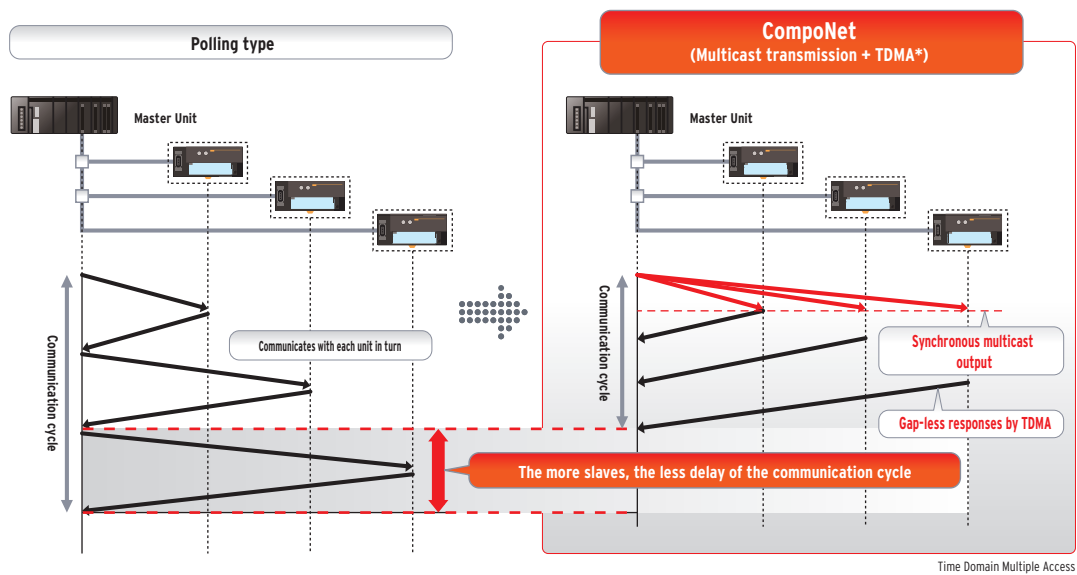 Polling type
CompoNet
(Multicast transmission + TDMA*)
Master Unit
Master Unit
Communication cycle
Communicates with each unit in turn
Communication cycle
Synchronous multicast
output
Gap-less responses by TDMA
The more slaves, the less delay of the communication cycle
Time Domain Multiple Access